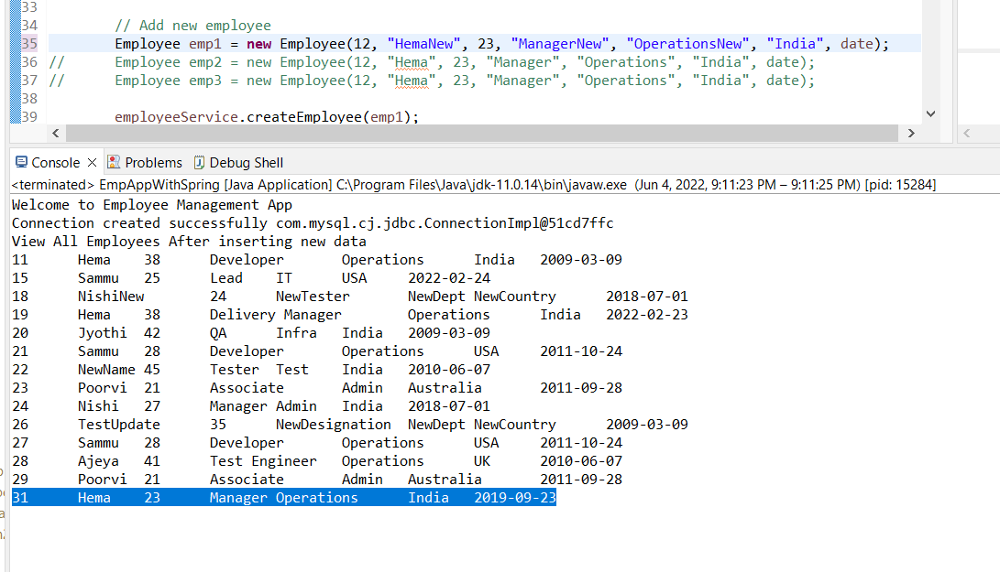 33
34 // Add new employee
35 Employee emp1 = new Employee(12, "HemaNew", 23, "ManagerNew", "OperationsNew", "India", date);
36 // Employee emp2 = new Employee(12, "Hema", 23, "Manager", "Operations", "India", date);
37 // Employee emp3 = new Employee(12, "Hema", 23, "Manager", "Operations", "India", date);
38
39 employeeService.createEmployee(emp1);
Console Problems Debug Shell
<terminated> EmpAppWithSpring [Java Application] C:\Program Files\Java\jdk-11.0.14\bin\javaw.exe (Jun 4, 2022, 9:11:23 PM – 9:11:25 PM) [pid: 15284]
Welcome to Employee Management App
Connection created successfully com.mysql.cj.jdbc.ConnectionImpl@51cd7ffc
View All Employees After inserting new data
11 Hema 38 Developer Operations India 2009-03-09
15 Sammu 25 Lead IT USA 2022-02-24
18 NishiNew 24 NewTester NewDept NewCountry 2018-07-01
19 Hema 38 Delivery Manager Operations India 2022-02-23
20 Jyothi 42 QA Infra India 2009-03-09
21 Sammu 28 Developer Operations USA 2011-10-24
22 NewName 45 Tester Test India 2010-06-07
23 Poorvi 21 Associate Admin Australia 2011-09-28
24 Nishi 27 Manager Admin India 2018-07-01
26 TestUpdate 35 NewDesignation NewDept NewCountry 2009-03-09
27 Sammu 28 Developer Operations USA 2011-10-24
28 Ajeya 41 Test Engineer Operations UK 2010-06-07
29 Poorvi 21 Associate Admin Australia 2011-09-28
31 Hema 23 Manager Operations India 2019-09-23